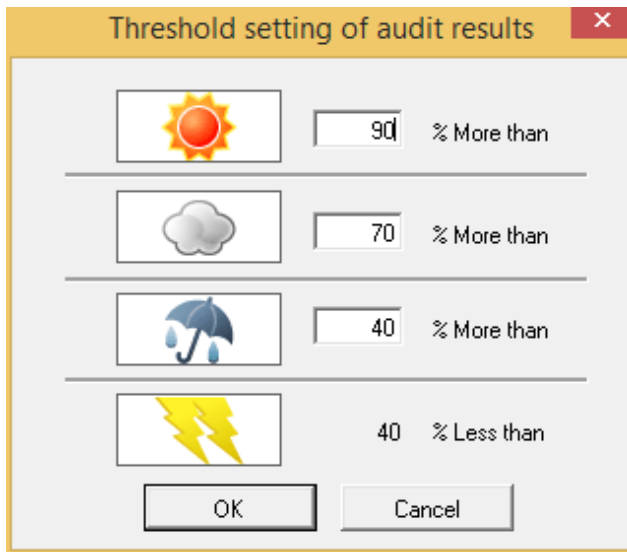 Threshold setting of audit results
90 % More than
70 % More than
40 % More than
40 % Less than
OK Cancel